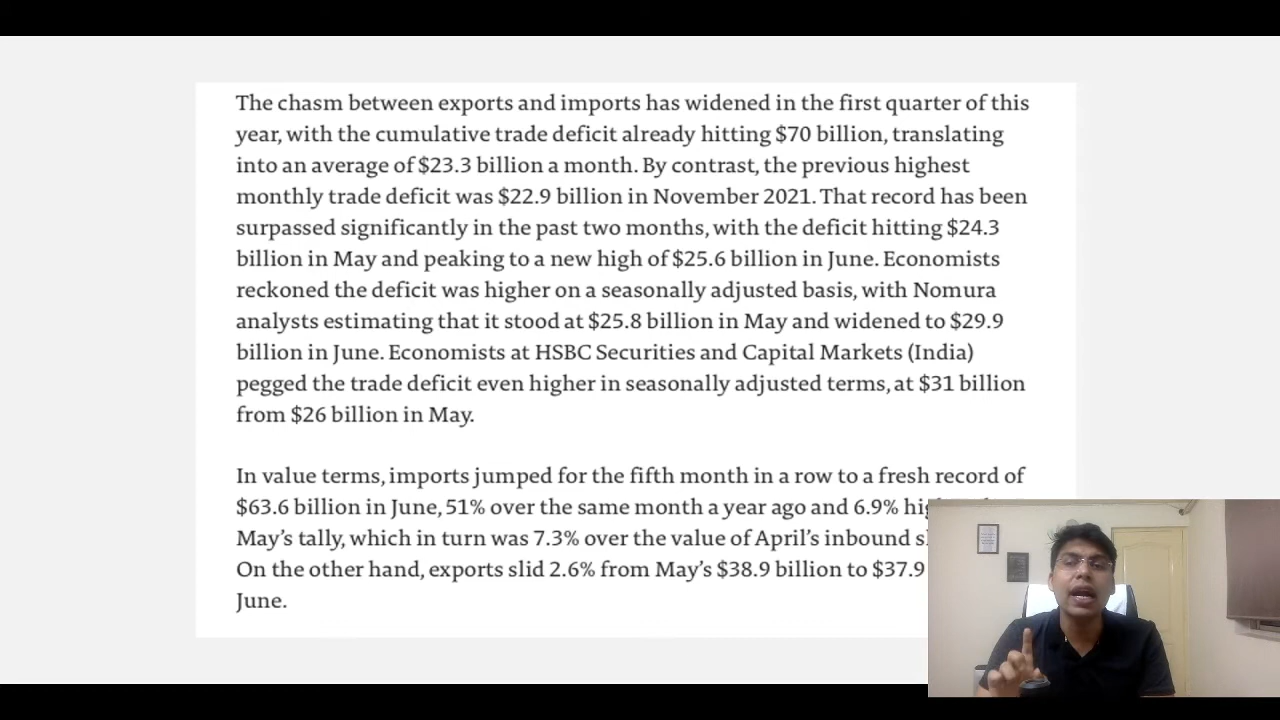 The chasm between exports and imports has widened in the first quarter of this
year, with the cumulative trade deficit already hitting $70 billion, translating
into an average of $23.3 billion a month. By contrast, the previous highest
monthly trade deficit was $22.9 billion in November 2021. That record has been
surpassed significantly in the past two months, with the deficit hitting $24.3
billion in May and peaking to a new high of $25.6 billion in June. Economists
reckoned the deficit was higher on a seasonally adjusted basis, with Nomura
analysts estimating that it stood at $25.8 billion in May and widened to $29.9
billion in June. Economists at HSBC Securities and Capital Markets (India)
pegged the trade deficit even higher in seasonally adjusted terms, at $31 billion
from $26 billion in May.
In value terms, imports jumped for the fifth month in a row to a fresh record of
$63.6 billion in June, 51% over the same month a year ago and 6.9%
May's tally, which in turn was 7.3% over the value of April's inbound
On the other hand, exports slid 2.6% from May's $38.9 billion to $37.9
June.